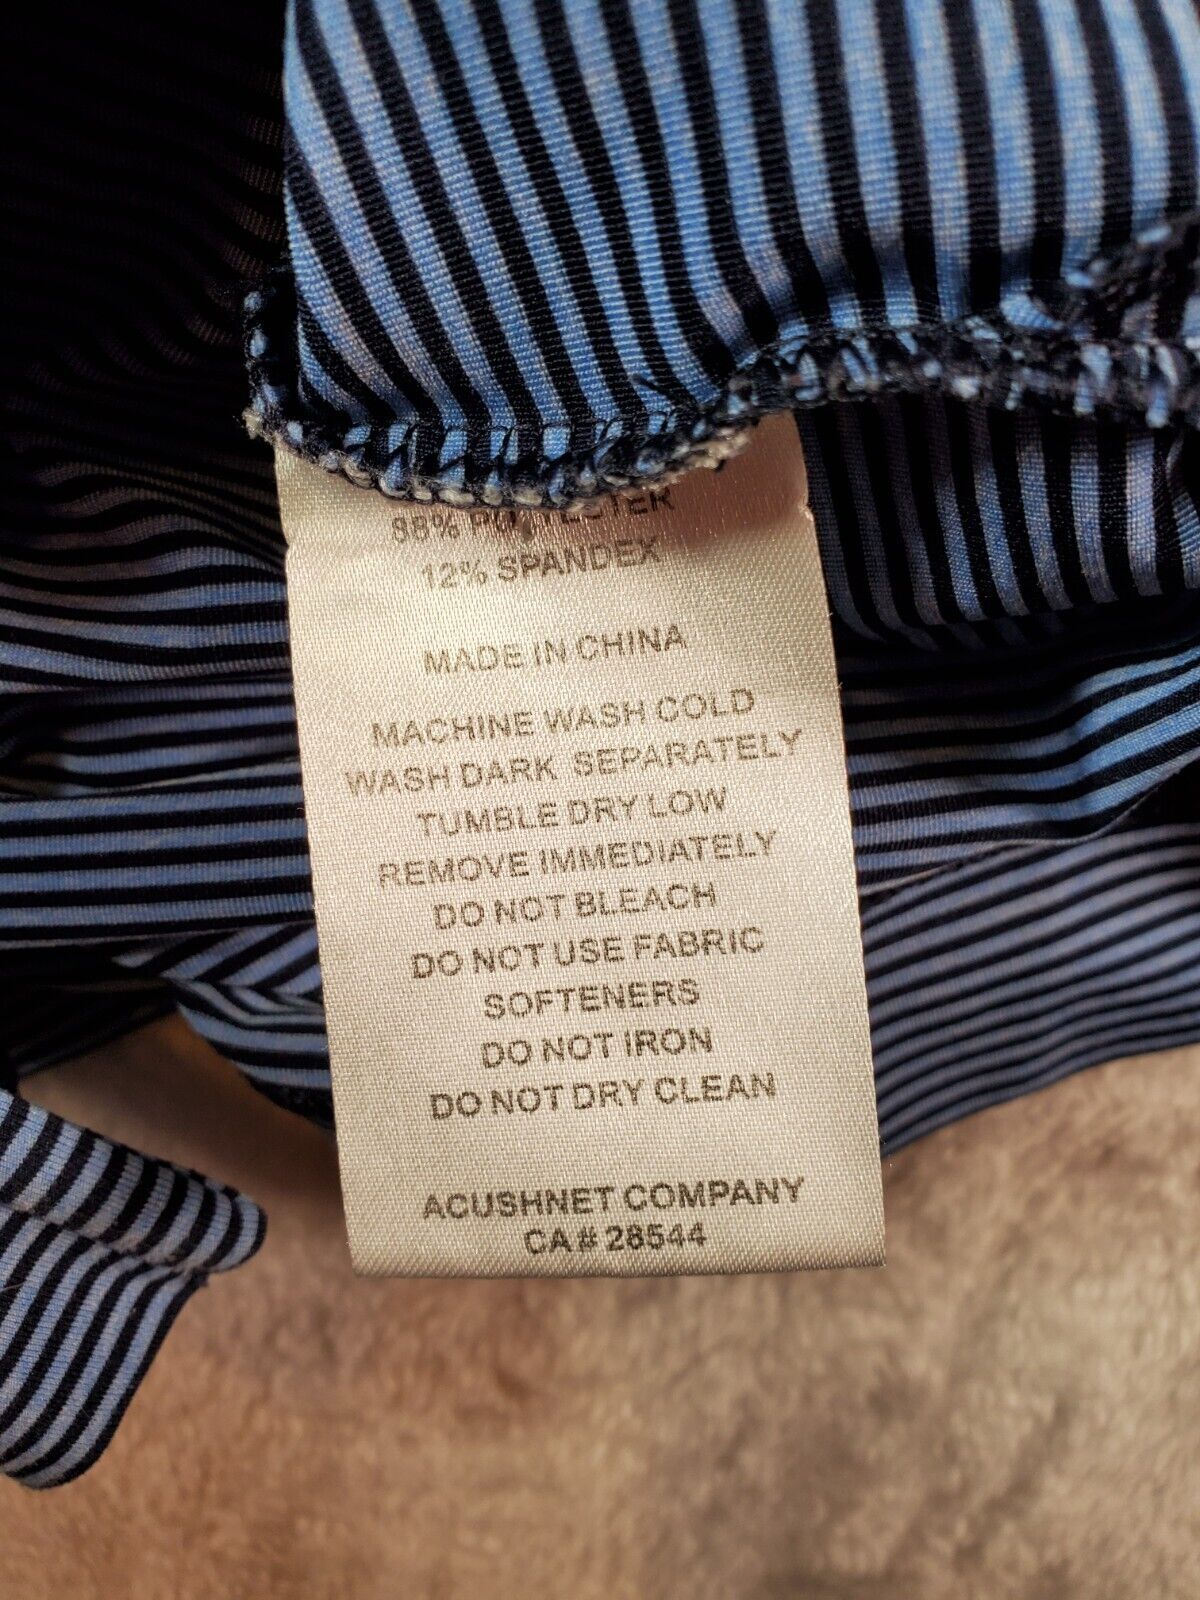 88% POLYESTER
12% SPANDEX
MADE IN CHINA
MACHINE WASH COLD
WASH DARK SEPARATELY
TUMBLE DRY LOW
REMOVE IMMEDIATELY
DO NOT BLEACH
DO NOT USE FABRIC
SOFTENERS
DO NOT IRON
DO NOT DRY CLEAN
ACUSHNET COMPANY
CA# 28544